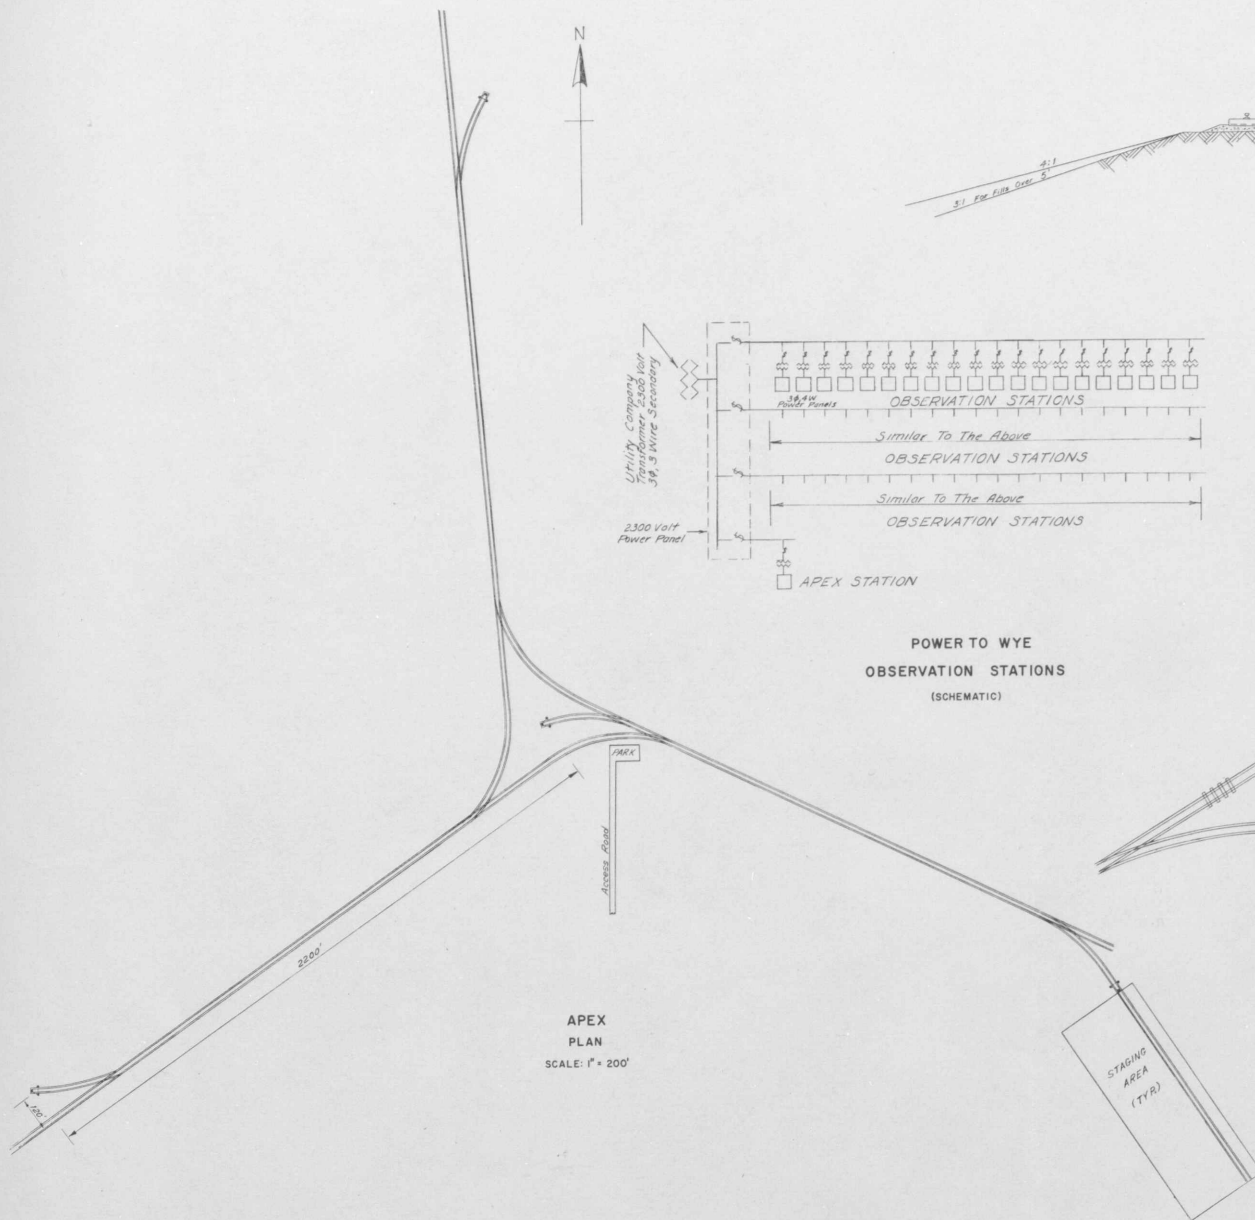 N
4:1
3:1 For Fills Over 5'
Utility Company
Transformer 2300 Volt
3φ, 3 Wire Secondary
3φ,4W
Power Panels
OBSERVATION STATIONS
Similar To The Above
OBSERVATION STATIONS
Similar To The Above
OBSERVATION STATIONS
2300 Volt
Power Panel
APEX STATION
POWER TO WYE
OBSERVATION STATIONS
(SCHEMATIC)
PARK
Access Road
2200'
APEX
PLAN
SCALE: 1" = 200'
120'
STAGING
AREA
(TYP.)